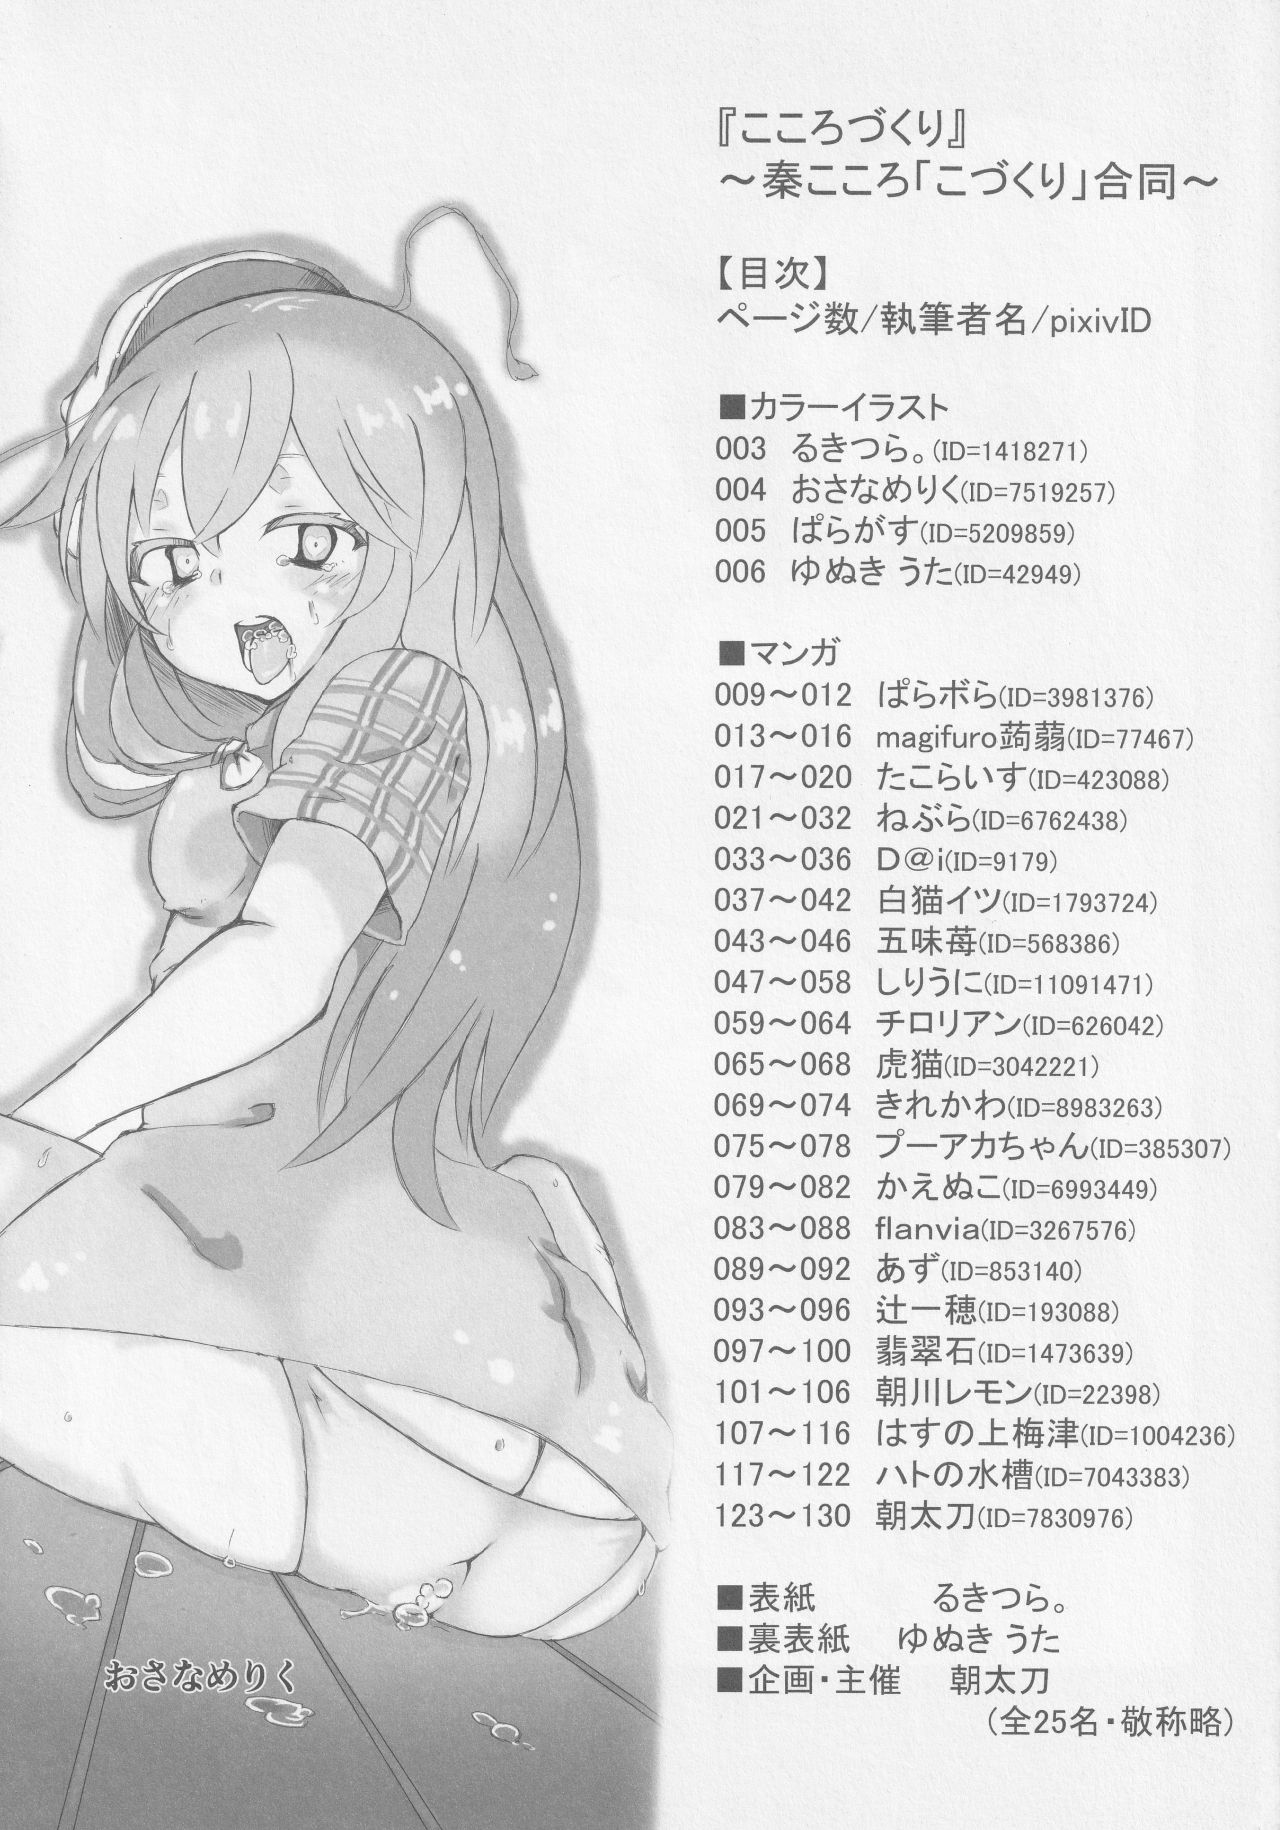 『こころづくり』
～秦こころ「こづくり」合同～
【目次】
ページ数/執筆者名/pixivID
■カラーイラスト
003 るきつら。(ID=1418271)
004 おさなめりく(ID=7519257)
005 ぱらがす(ID=5209859)
006 ゆぬき うた(ID=42949)
■マンガ
009～012 ぱらボら(ID=3981376)
013～016 magifuro蒟蒻(ID=77467)
017～020 たこらいす(ID=423088)
021～032 ねぶら(ID=6762438)
033～036 D@i(ID=9179)
037～042 白猫イツ(ID=1793724)
043～046 五味苺(ID=568386)
047～058 しりうに(ID=11091471)
059～064 チロリアン(ID=626042)
065～068 虎猫(ID=3042221)
069～074 きれかわ(ID=8983263)
075～078 プーアカちゃん(ID=385307)
079～082 かえぬこ(ID=6993449)
083～088 flanvia(ID=3267576)
089～092 あず(ID=853140)
093～096 辻一穂(ID=193088)
097～100 翡翠石(ID=1473639)
101～106 朝川レモン(ID=22398)
107～116 はすの上梅津(ID=1004236)
117～122 ハトの水槽(ID=7043383)
123～130 朝太刀(ID=7830976)
■表紙 るきつら。
■裏表紙 ゆぬき うた
■企画・主催 朝太刀
(全25名・敬称略)
おさなめりく